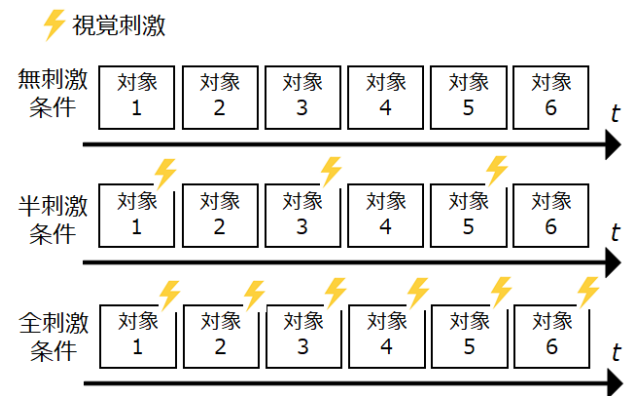 視覚刺激
無刺激
条件
対象 対象 対象 対象 対象 対象
1 2 3 4 5 6
t
半刺激
条件
対象 対象 対象 対象 対象 対象
1 2 3 4 5 6
t
全刺激
条件
対象 対象 対象 対象 対象 対象
1 2 3 4 5 6
t